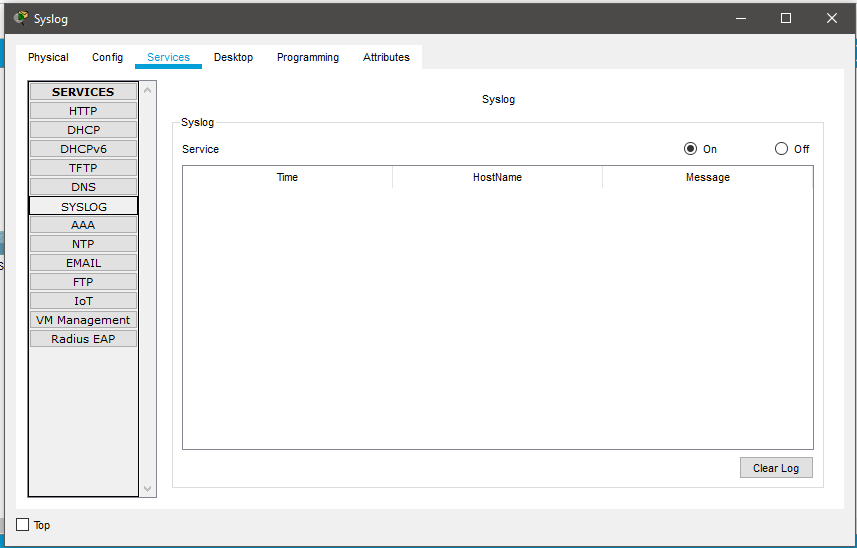 Syslog
Physical Config Services Desktop Programming Attributes
SERVICES
HTTP
DHCP
DHCPv6
TFTP
DNS
SYSLOG
AAA
NTP
EMAIL
FTP
IoT
VM Management
Radius EAP
Syslog
Syslog
Service On Off
Time HostName Message
Clear Log
Top